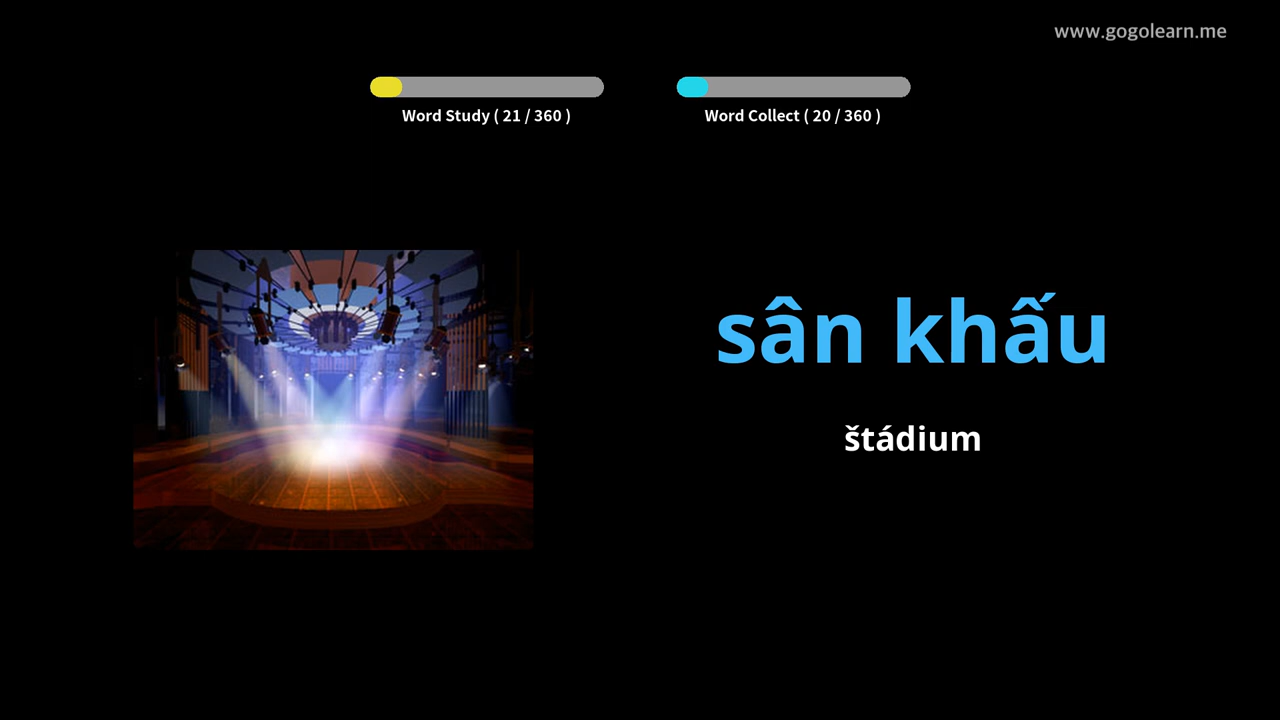 www.gogolearn.me
Word Study ( 21 / 360 )
Word Collect ( 20 / 360 )
sân khấu
štádium